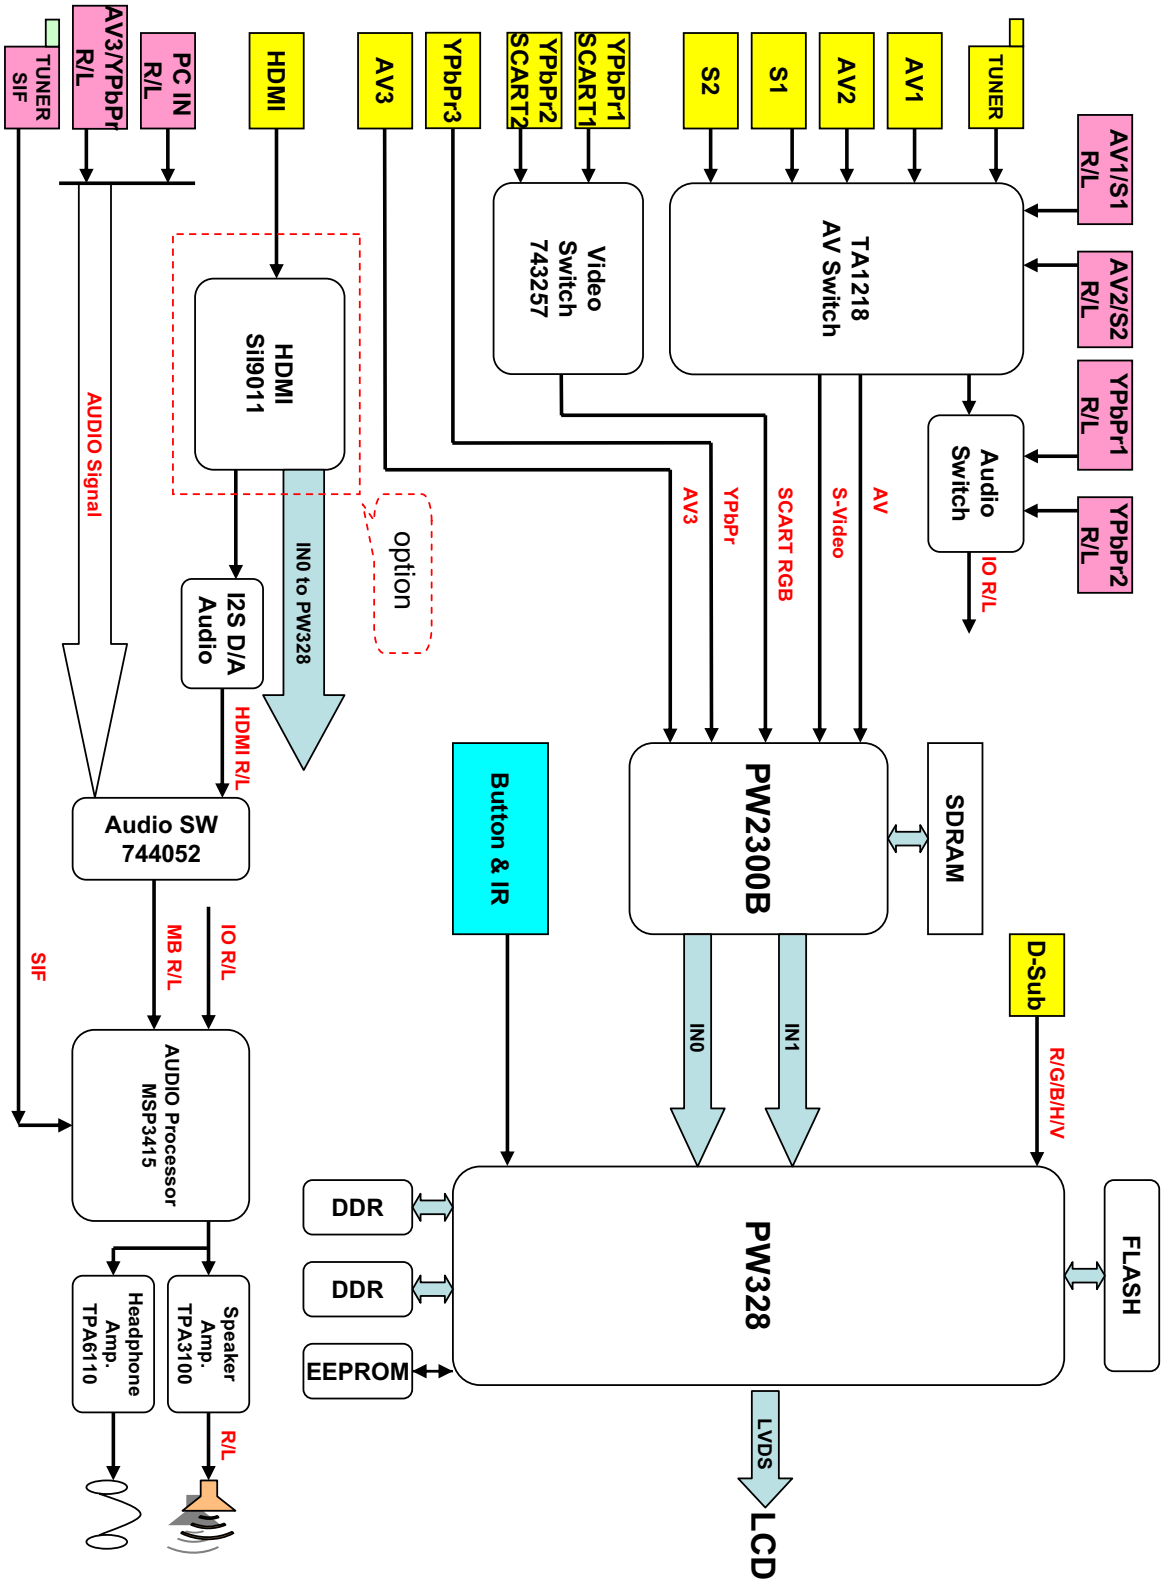 TUNER
SIF
AV3/YPbPr
R/L
PC IN
R/L
HDMI
AV3
YPbPr3
YPbPr2
SCART2
YPbPr1
SCART1
S2
S1
AV2
AV1
TUNER
AV1/S1
R/L
AV2/S2
R/L
YPbPr1
R/L
YPbPr2
R/L
TA1218
AV Switch
Video
Switch
743257
HDMI
SiI9011
Audio
Switch
IO R/L
AV
S-Video
SCART RGB
YPbPr
AV3
option
AUDIO Signal
IN0 to PW328
I2S D/A
Audio
HDMI R/L
Audio SW
744052
Button & IR
PW2300B
SDRAM
D-Sub
R/G/B/H/V
IN1
IN0
IO R/L
MB R/L
SIF
AUDIO Processor
MSP3415
PW328
FLASH
DDR
DDR
EEPROM
Speaker
Amp.
TPA3100
Headphone
Amp.
TPA6110
R/L
LVDS
LCD